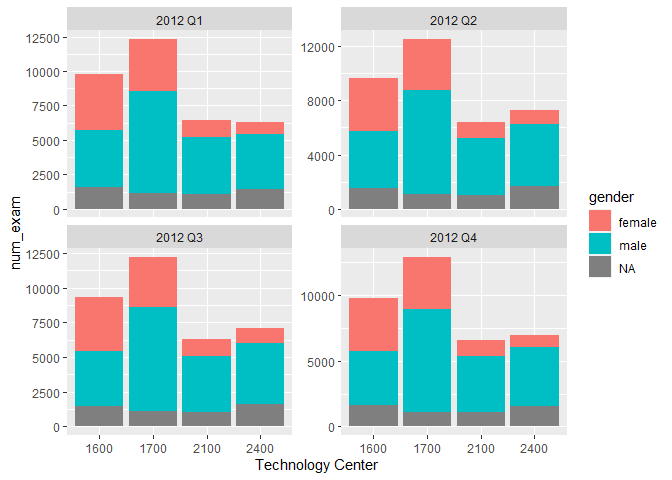 2012 Q1
2012 Q2
12500
10000
7500
5000
2500
0
12000
8000
4000
0
num_exam
2012 Q3
2012 Q4
12500
10000
7500
5000
2500
0
10000
5000
0
1600 1700 2100 2400
1600 1700 2100 2400
Technology Center
gender
female
male
NA